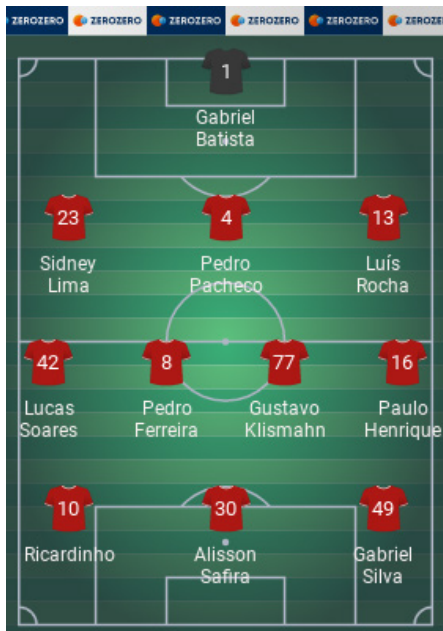 ZEROZERO ZEROZERO ZEROZERO ZEROZERO ZEROZERO ZEROZE
1
Gabriel
Batista
23 4 13
Sidney Pedro Luís
Lima Pacheco Rocha
42 8 77 16
Lucas Pedro Gustavo Paulo
Soares Ferreira Klismahn Henrique
10 30 49
Ricardinho Alisson Gabriel
Safira Silva